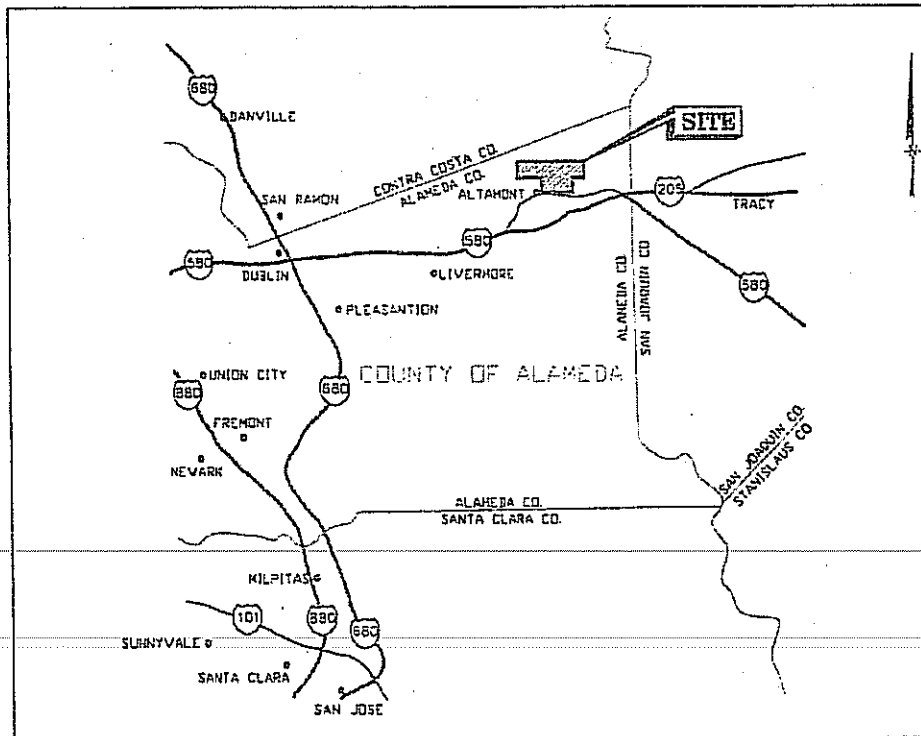 680
DANVILLE
SITE
CONTRA COSTA CO.
ALAMEDA CO.
ALTAMONT
205
TRACY
SAN RAMON
580
580
DUBLIN
LIVERMORE
580
ALAMEDA CO.
SAN JOAQUIN CO
PLEASANTION
UNION CITY
880
680
COUNTY OF ALAMEDA
FREMONT
NEWARK
SAN JOAQUIN CO.
STANISLAUS CO
ALAMEDA CO.
SANTA CLARA CO.
MILPITAS
101
880
680
SUNNYVALE
SANTA CLARA
SAN JOSE